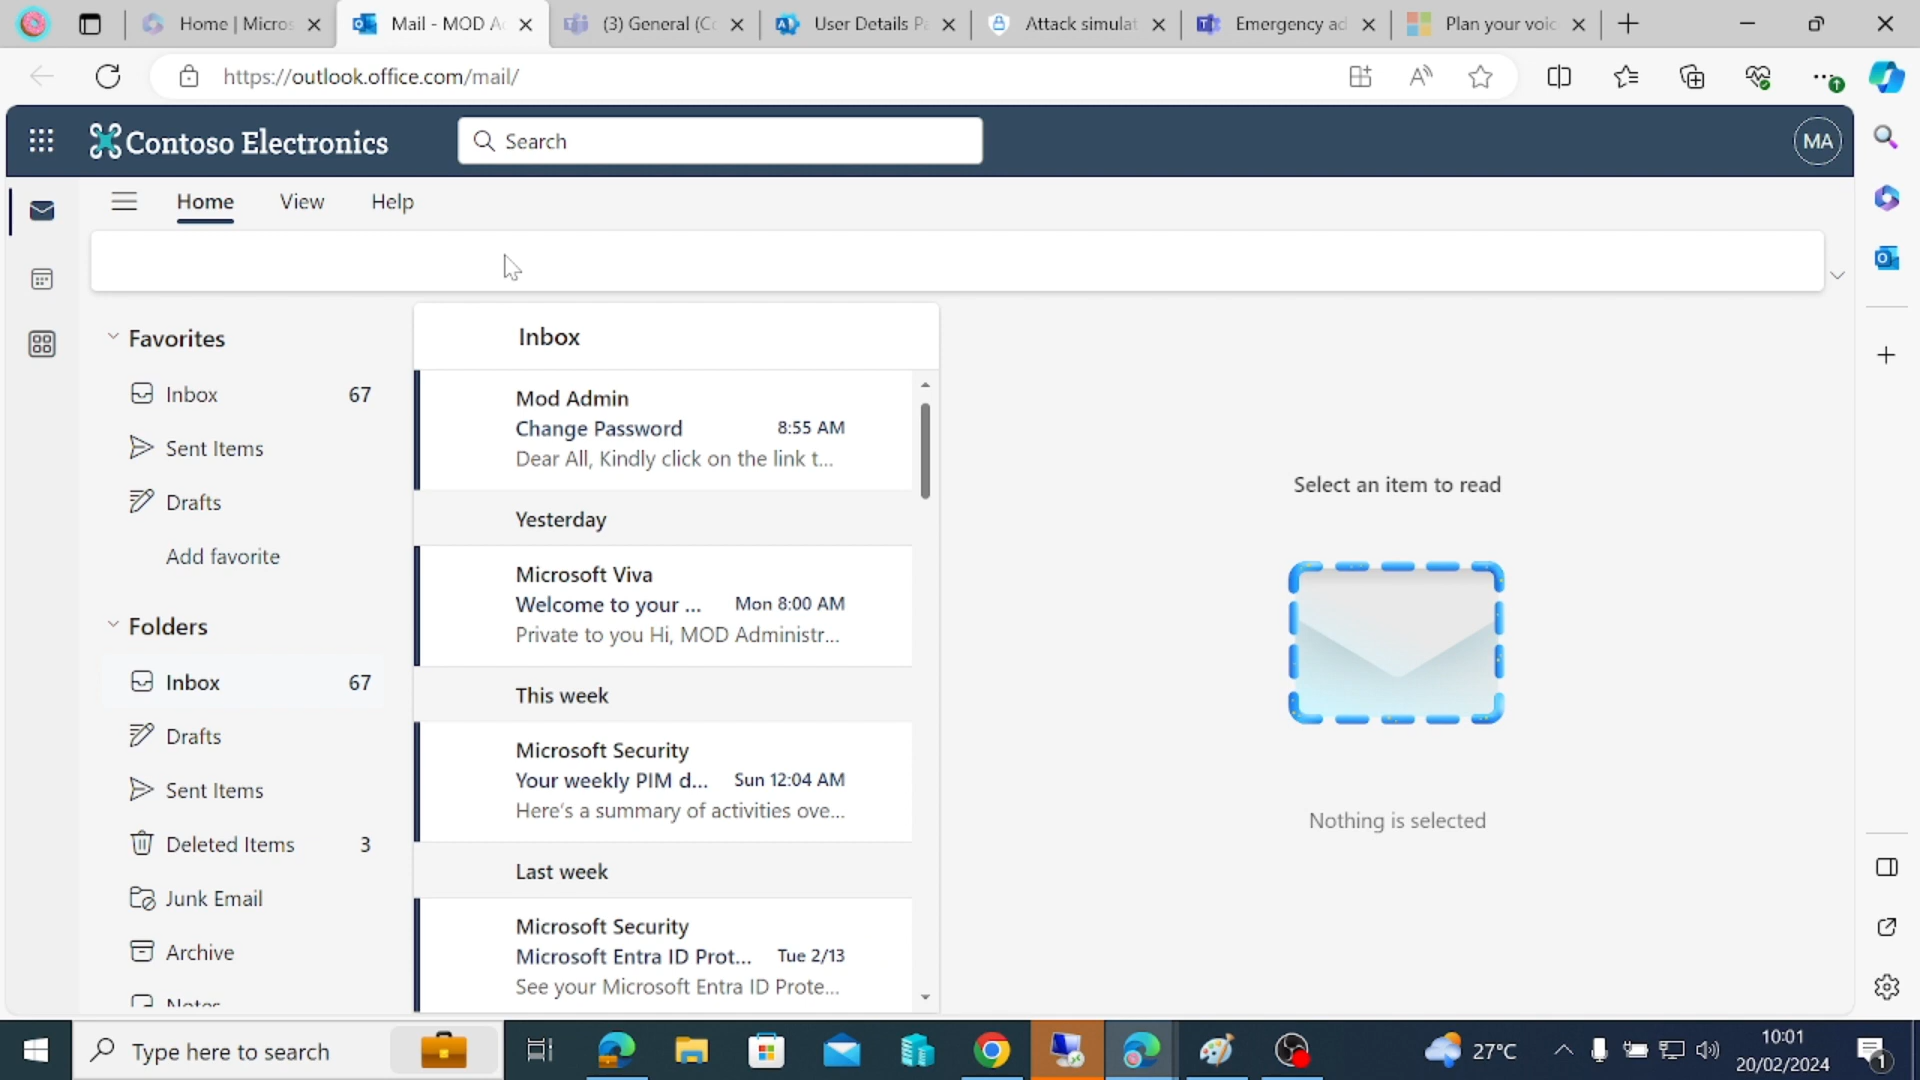 Home | Micros
Mail - MOD A
(3) General (C
User Details P
Attack simulat
Emergency ad
Plan your voic
https://outlook.office.com/mail/
Contoso Electronics
Search
MA
Home View Help
Favorites
Inbox 67
Sent Items
Drafts
Add favorite
Folders
Inbox 67
Drafts
Sent Items
Deleted Items 3
Junk Email
Archive
Notes
Inbox
Mod Admin
Change Password 8:55 AM
Dear All, Kindly click on the link t...
Yesterday
Microsoft Viva
Welcome to your ... Mon 8:00 AM
Private to you Hi, MOD Administr...
This week
Microsoft Security
Your weekly PIM d... Sun 12:04 AM
Here's a summary of activities ove...
Last week
Microsoft Security
Microsoft Entra ID Prot... Tue 2/13
See your Microsoft Entra ID Prote...
Select an item to read
Nothing is selected
Type here to search
27°C
10:01
20/02/2024
1